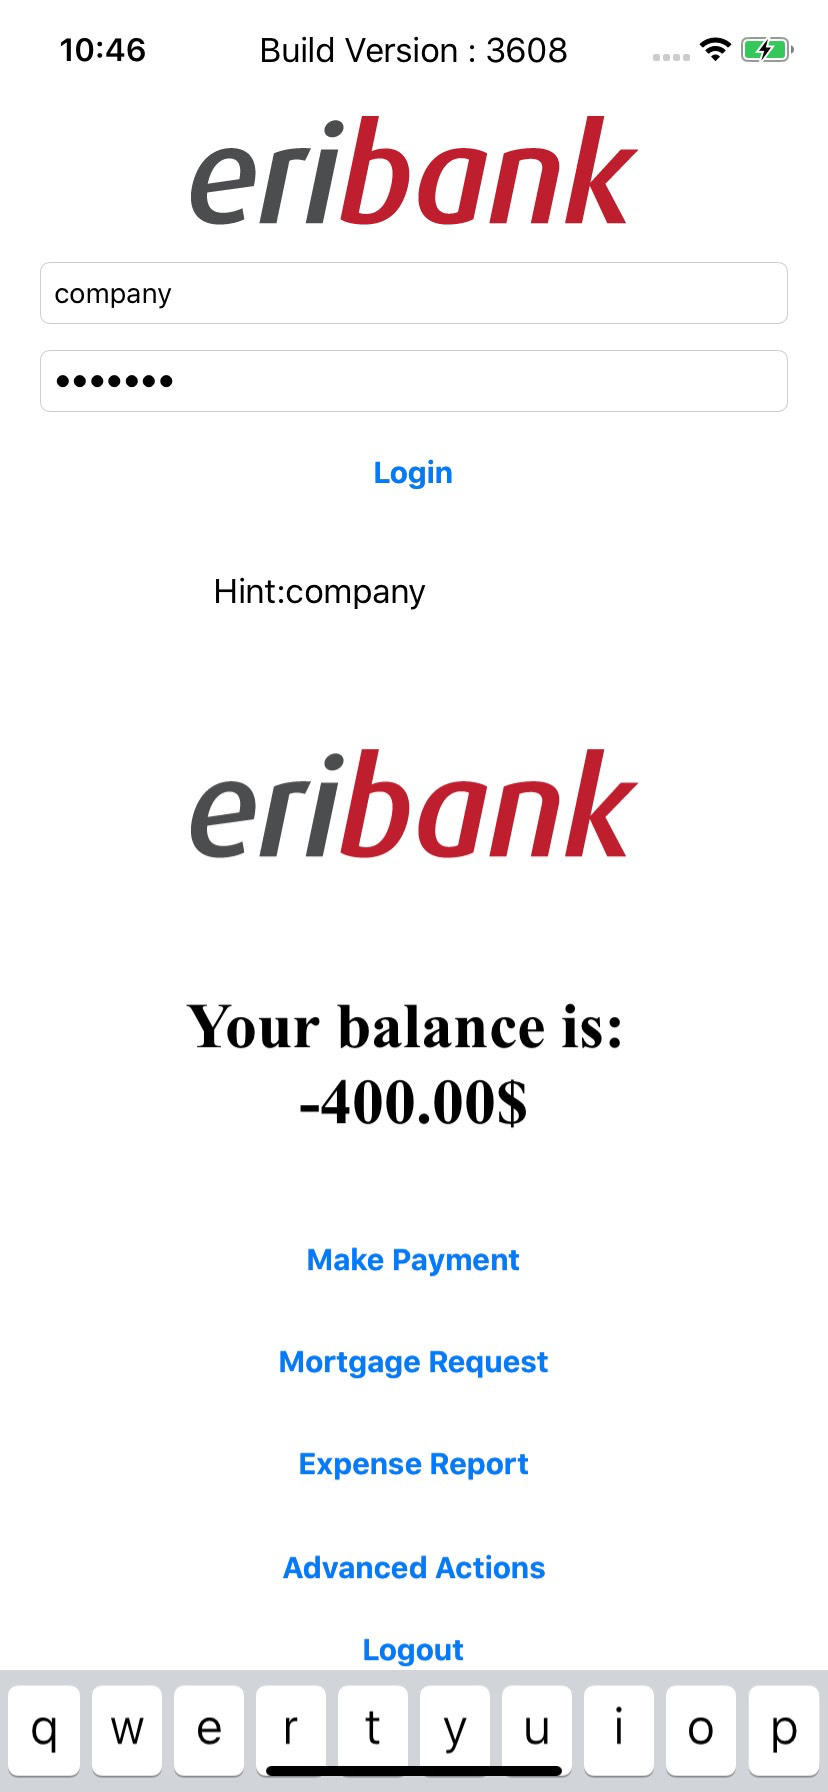 10:46 Build Version : 3608
eribank
company
•••••••
Login
Hint:company
eribank
Your balance is:
-400.00$
Make Payment
Mortgage Request
Expense Report
Advanced Actions
Logout
q w e r t y u i o p